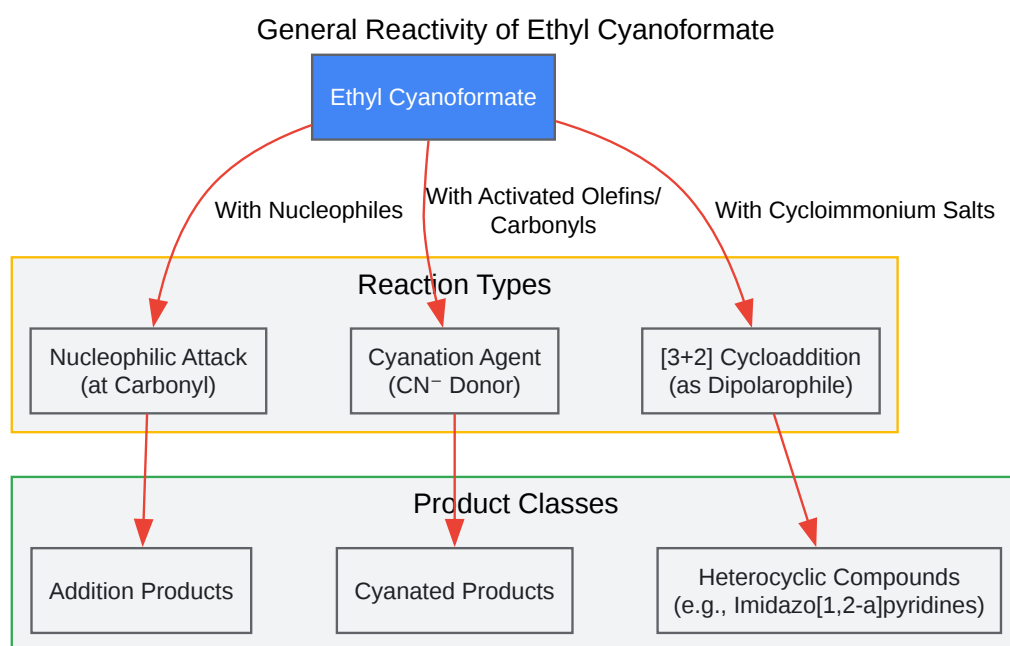 General Reactivity of Ethyl Cyanoformate
Ethyl Cyanoformate
With Nucleophiles
With Activated Olefins/
Carbonyls
With Cycloimmonium Salts
Reaction Types
Nucleophilic Attack
(at Carbonyl)
Cyanation Agent
(CN⁻ Donor)
[3+2] Cycloaddition
(as Dipolarophile)
Product Classes
Addition Products
Cyanated Products
Heterocyclic Compounds
(e.g., Imidazo[1,2-a]pyridines)